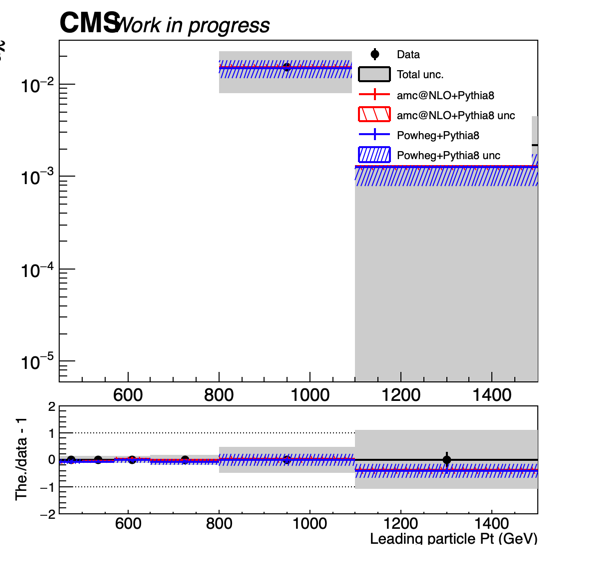 CMS Work in progress
Data
Total unc.
amc@NLO+Pythia8
amc@NLO+Pythia8 unc
Powheg+Pythia8
Powheg+Pythia8 unc
10⁻²
10⁻³
10⁻⁴
10⁻⁵
600 800 1000 1200 1400
The./data - 1
2
1
0
−1
−2
600 800 1000 1200 1400
Leading particle Pt (GeV)